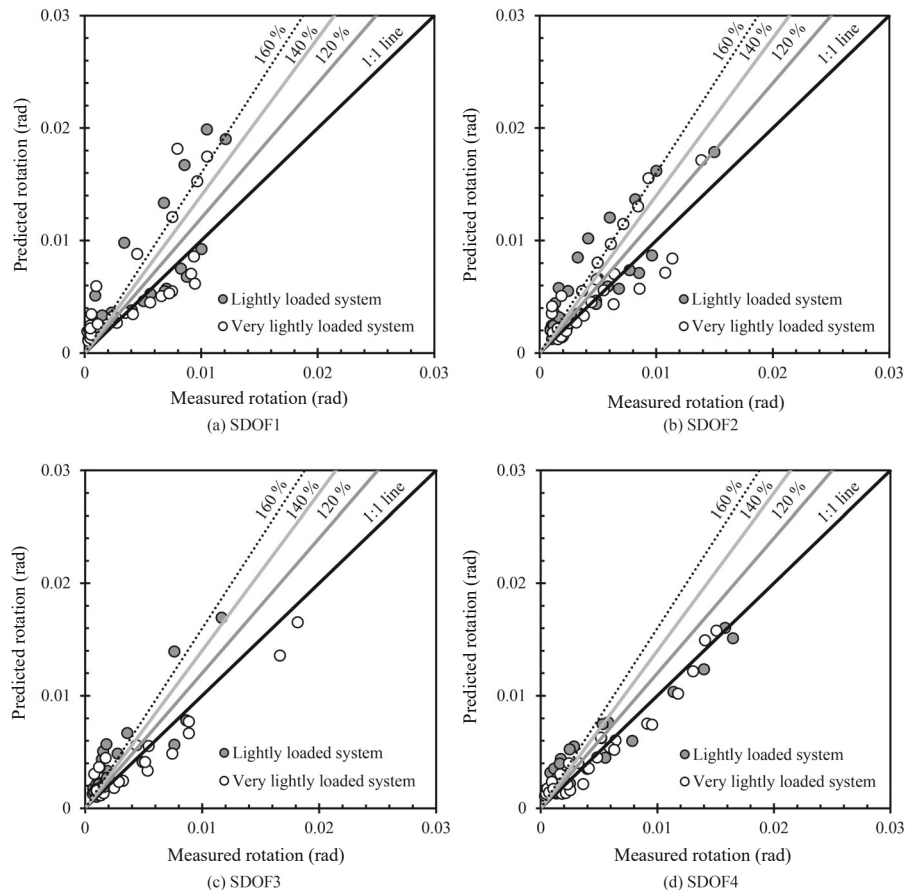 0.03
160 %
140 %
120 %
1:1 line
0.02
Predicted rotation (rad)
0.01
Lightly loaded system
Very lightly loaded system
0
0
0.01
0.02
0.03
Measured rotation (rad)
(a) SDOF1
0.03
160 %
140 %
120 %
1:1 line
0.02
Predicted rotation (rad)
0.01
Lightly loaded system
Very lightly loaded system
0
0
0.01
0.02
0.03
Measured rotation (rad)
(b) SDOF2
0.03
160 %
140 %
120 %
1:1 line
0.02
Predicted rotation (rad)
0.01
Lightly loaded system
Very lightly loaded system
0
0
0.01
0.02
0.03
Measured rotation (rad)
(c) SDOF3
0.03
160 %
140 %
120 %
1:1 line
0.02
Predicted rotation (rad)
0.01
Lightly loaded system
Very lightly loaded system
0
0
0.01
0.02
0.03
Measured rotation (rad)
(d) SDOF4